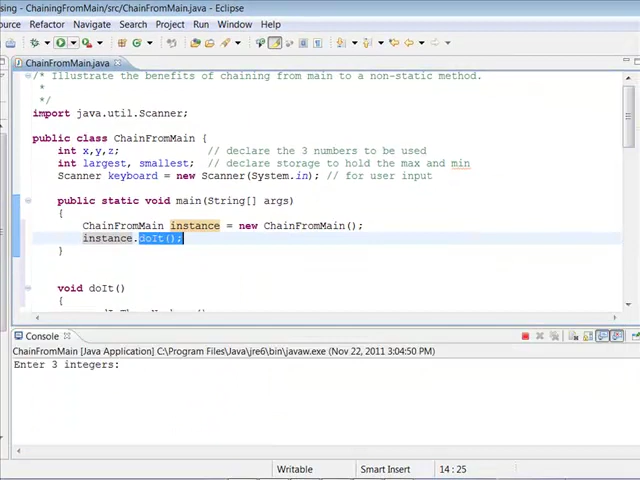 sing - ChainingFromMain/src/ChainFromMain.java - Eclipse
ource Refactor Navigate Search Project Run Window Help
ChainFromMain.java
/* Illustrate the benefits of chaining from main to a non-static method.
*
*/
import java.util.Scanner;
public class ChainFromMain {
int x,y,z; // declare the 3 numbers to be used
int largest, smallest; // declare storage to hold the max and min
Scanner keyboard = new Scanner(System.in); // for user input
public static void main(String[] args)
{
ChainFromMain instance = new ChainFromMain();
instance.doIt();
}
void doIt()
{
Console
ChainFromMain [Java Application] C:\Program Files\Java\jre6\bin\javaw.exe (Nov 22, 2011 3:04:50 PM)
Enter 3 integers:
Writable Smart Insert 14 : 25